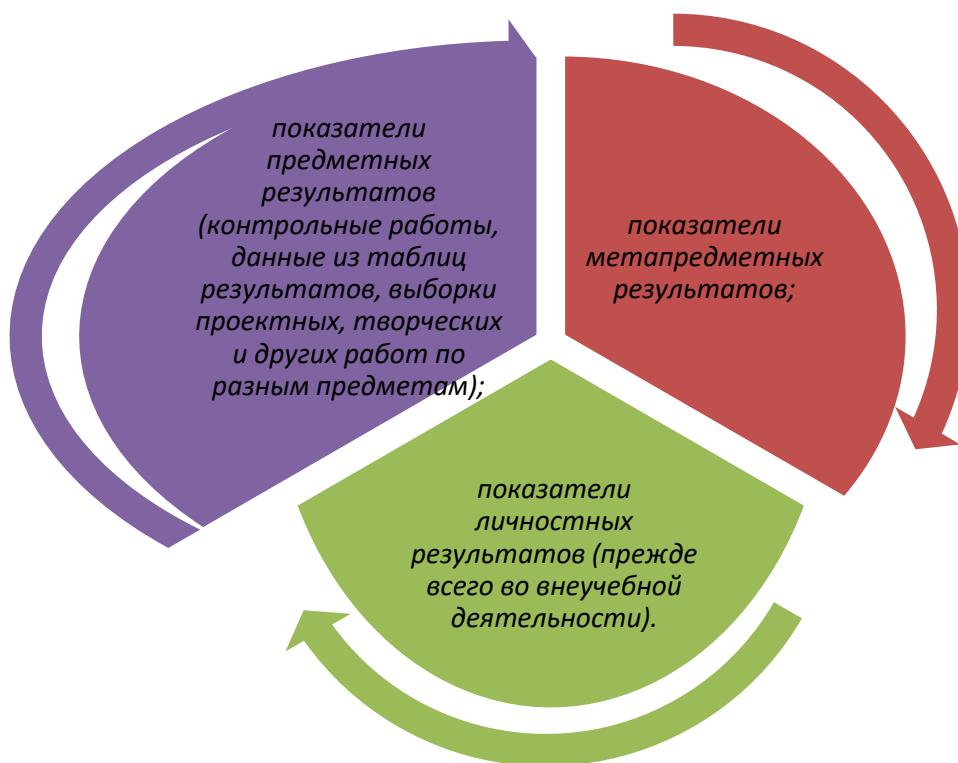 показатели
предметных
результатов
(контрольные работы,
данные из таблиц
результатов, выборки
проектных, творческих
и других работ по
разным предметам);
показатели
метапредметных
результатов;
показатели
личностных
результатов (прежде
всего во внеучебной
деятельности).